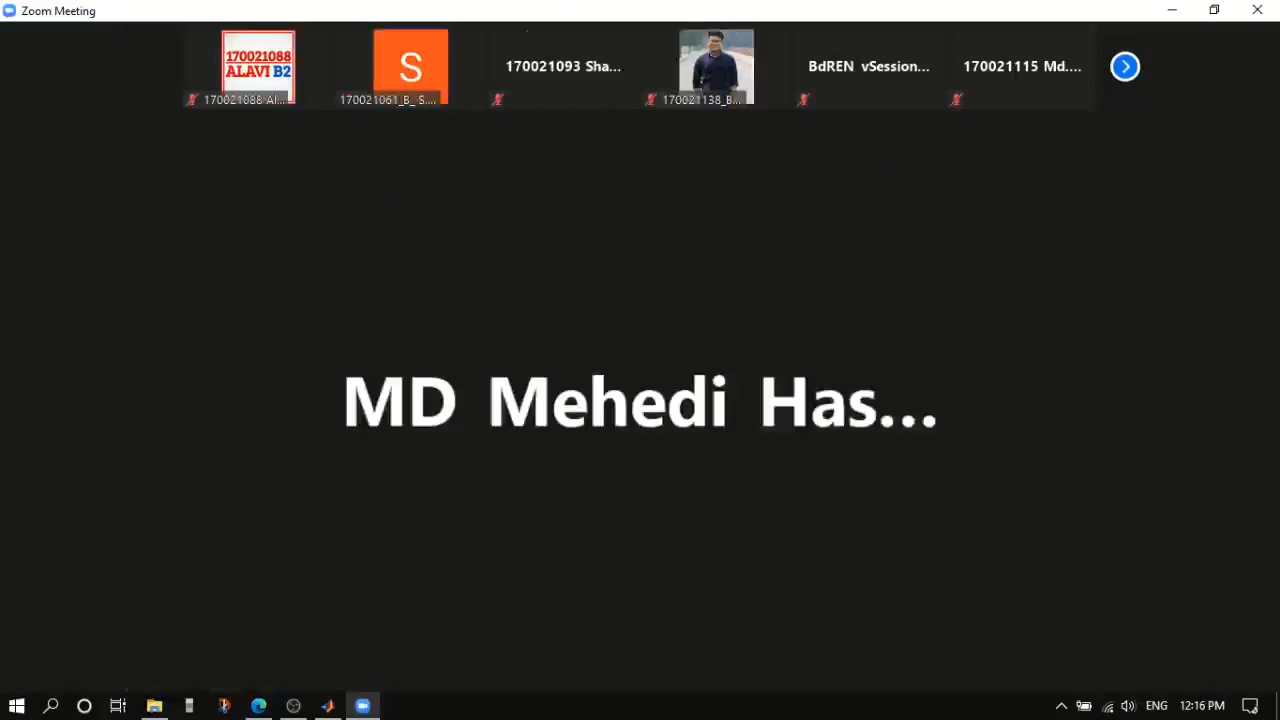 Zoom Meeting
170021088
ALAVI B2
170021088 Al...
S
170021061_B_ S....
170021093 Sha...
170021138_B...
BdREN vSession...
170021115 Md....
MD Mehedi Has...
ENG
12:16 PM